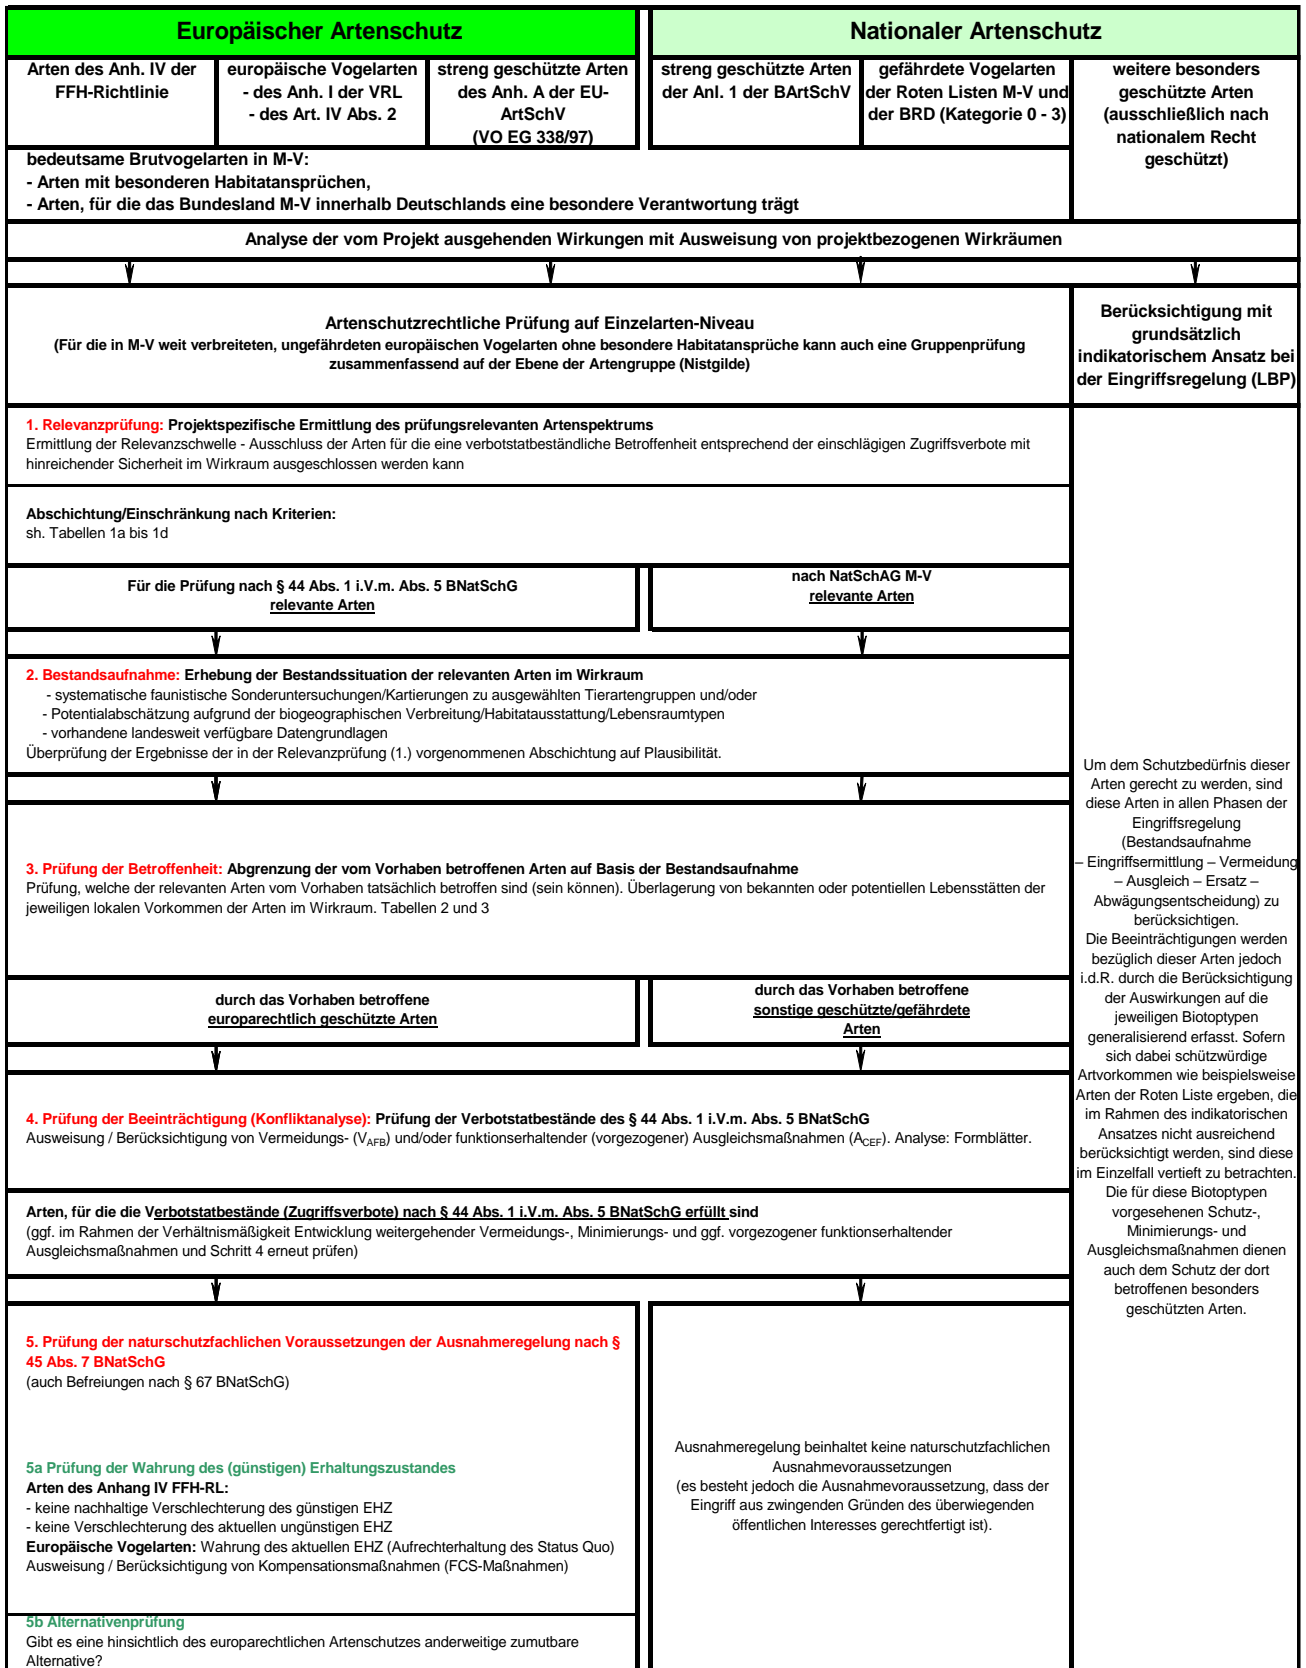 Europäischer Artenschutz
Nationaler Artenschutz
Arten des Anh. IV der
FFH-Richtlinie
europäische Vogelarten
- des Anh. I der VRL
- des Art. IV Abs. 2
streng geschützte Arten
des Anh. A der EU-
ArtSchV
(VO EG 338/97)
streng geschützte Arten
der Anl. 1 der BArtSchV
gefährdete Vogelarten
der Roten Listen M-V und
der BRD (Kategorie 0 - 3)
weitere besonders
geschützte Arten
(ausschließlich nach
nationalem Recht
geschützt)
bedeutsame Brutvogelarten in M-V:
- Arten mit besonderen Habitatansprüchen,
- Arten, für die das Bundesland M-V innerhalb Deutschlands eine besondere Verantwortung trägt
Analyse der vom Projekt ausgehenden Wirkungen mit Ausweisung von projektbezogenen Wirkräumen
Artenschutzrechtliche Prüfung auf Einzelarten-Niveau
(Für die in M-V weit verbreiteten, ungefährdeten europäischen Vogelarten ohne besondere Habitatansprüche kann auch eine Gruppenprüfung
zusammenfassend auf der Ebene der Artengruppe (Nistgilde)
Berücksichtigung mit
grundsätzlich
indikatorischem Ansatz bei
der Eingriffsregelung (LBP)
1. Relevanzprüfung: Projektspezifische Ermittlung des prüfungsrelevanten Artenspektrums
Ermittlung der Relevanzschwelle - Ausschluss der Arten für die eine verbotstatbeständliche Betroffenheit entsprechend der einschlägigen Zugriffsverbote mit
hinreichender Sicherheit im Wirkraum ausgeschlossen werden kann
Abschichtung/Einschränkung nach Kriterien:
sh. Tabellen 1a bis 1d
Für die Prüfung nach § 44 Abs. 1 i.V.m. Abs. 5 BNatSchG
relevante Arten
nach NatSchAG M-V
relevante Arten
2. Bestandsaufnahme: Erhebung der Bestandssituation der relevanten Arten im Wirkraum
- systematische faunistische Sonderuntersuchungen/Kartierungen zu ausgewählten Tierartengruppen und/oder
- Potentialabschätzung aufgrund der biogeographischen Verbreitung/Habitatausstattung/Lebensraumtypen
- vorhandene landesweit verfügbare Datengrundlagen
Überprüfung der Ergebnisse der in der Relevanzprüfung (1.) vorgenommenen Abschichtung auf Plausibilität.
3. Prüfung der Betroffenheit: Abgrenzung der vom Vorhaben betroffenen Arten auf Basis der Bestandsaufnahme
Prüfung, welche der relevanten Arten vom Vorhaben tatsächlich betroffen sind (sein können). Überlagerung von bekannten oder potentiellen Lebensstätten der
jeweiligen lokalen Vorkommen der Arten im Wirkraum. Tabellen 2 und 3
durch das Vorhaben betroffene
europarechtlich geschützte Arten
durch das Vorhaben betroffene
sonstige geschützte/gefährdete
Arten
4. Prüfung der Beeinträchtigung (Konfliktanalyse): Prüfung der Verbotstatbestände des § 44 Abs. 1 i.V.m. Abs. 5 BNatSchG
Ausweisung / Berücksichtigung von Vermeidungs- (VAFB) und/oder funktionserhaltender (vorgezogener) Ausgleichsmaßnahmen (ACEF). Analyse: Formblätter.
Arten, für die die Verbotstatbestände (Zugriffsverbote) nach § 44 Abs. 1 i.V.m. Abs. 5 BNatSchG erfüllt sind
(ggf. im Rahmen der Verhältnismäßigkeit Entwicklung weitergehender Vermeidungs-, Minimierungs- und ggf. vorgezogener funktionserhaltender
Ausgleichsmaßnahmen und Schritt 4 erneut prüfen)
5. Prüfung der naturschutzfachlichen Voraussetzungen der Ausnahmeregelung nach §
45 Abs. 7 BNatSchG
(auch Befreiungen nach § 67 BNatSchG)
5a Prüfung der Wahrung des (günstigen) Erhaltungszustandes
Arten des Anhang IV FFH-RL:
- keine nachhaltige Verschlechterung des günstigen EHZ
- keine Verschlechterung des aktuellen ungünstigen EHZ
Europäische Vogelarten: Wahrung des aktuellen EHZ (Aufrechterhaltung des Status Quo)
Ausweisung / Berücksichtigung von Kompensationsmaßnahmen (FCS-Maßnahmen)
5b Alternativenprüfung
Gibt es eine hinsichtlich des europarechtlichen Artenschutzes anderweitige zumutbare
Alternative?
Ausnahmeregelung beinhaltet keine naturschutzfachlichen
Ausnahmevoraussetzungen
(es besteht jedoch die Ausnahmevoraussetzung, dass der
Eingriff aus zwingenden Gründen des überwiegenden
öffentlichen Interesses gerechtfertigt ist).
Um dem Schutzbedürfnis dieser
Arten gerecht zu werden, sind
diese Arten in allen Phasen der
Eingriffsregelung
(Bestandsaufnahme
– Eingriffsermittlung – Vermeidung
– Ausgleich – Ersatz –
Abwägungsentscheidung) zu
berücksichtigen.
Die Beeinträchtigungen werden
bezüglich dieser Arten jedoch
i.d.R. durch die Berücksichtigung
der Auswirkungen auf die
jeweiligen Biotoptypen
generalisierend erfasst. Sofern
sich dabei schützwürdige
Artvorkommen wie beispielsweise
Arten der Roten Liste ergeben, die
im Rahmen des indikatorischen
Ansatzes nicht ausreichend
berücksichtigt werden, sind diese
im Einzelfall vertieft zu betrachten.
Die für diese Biotoptypen
vorgesehenen Schutz-,
Minimierungs- und
Ausgleichsmaßnahmen dienen
auch dem Schutz der dort
betroffenen besonders
geschützten Arten.